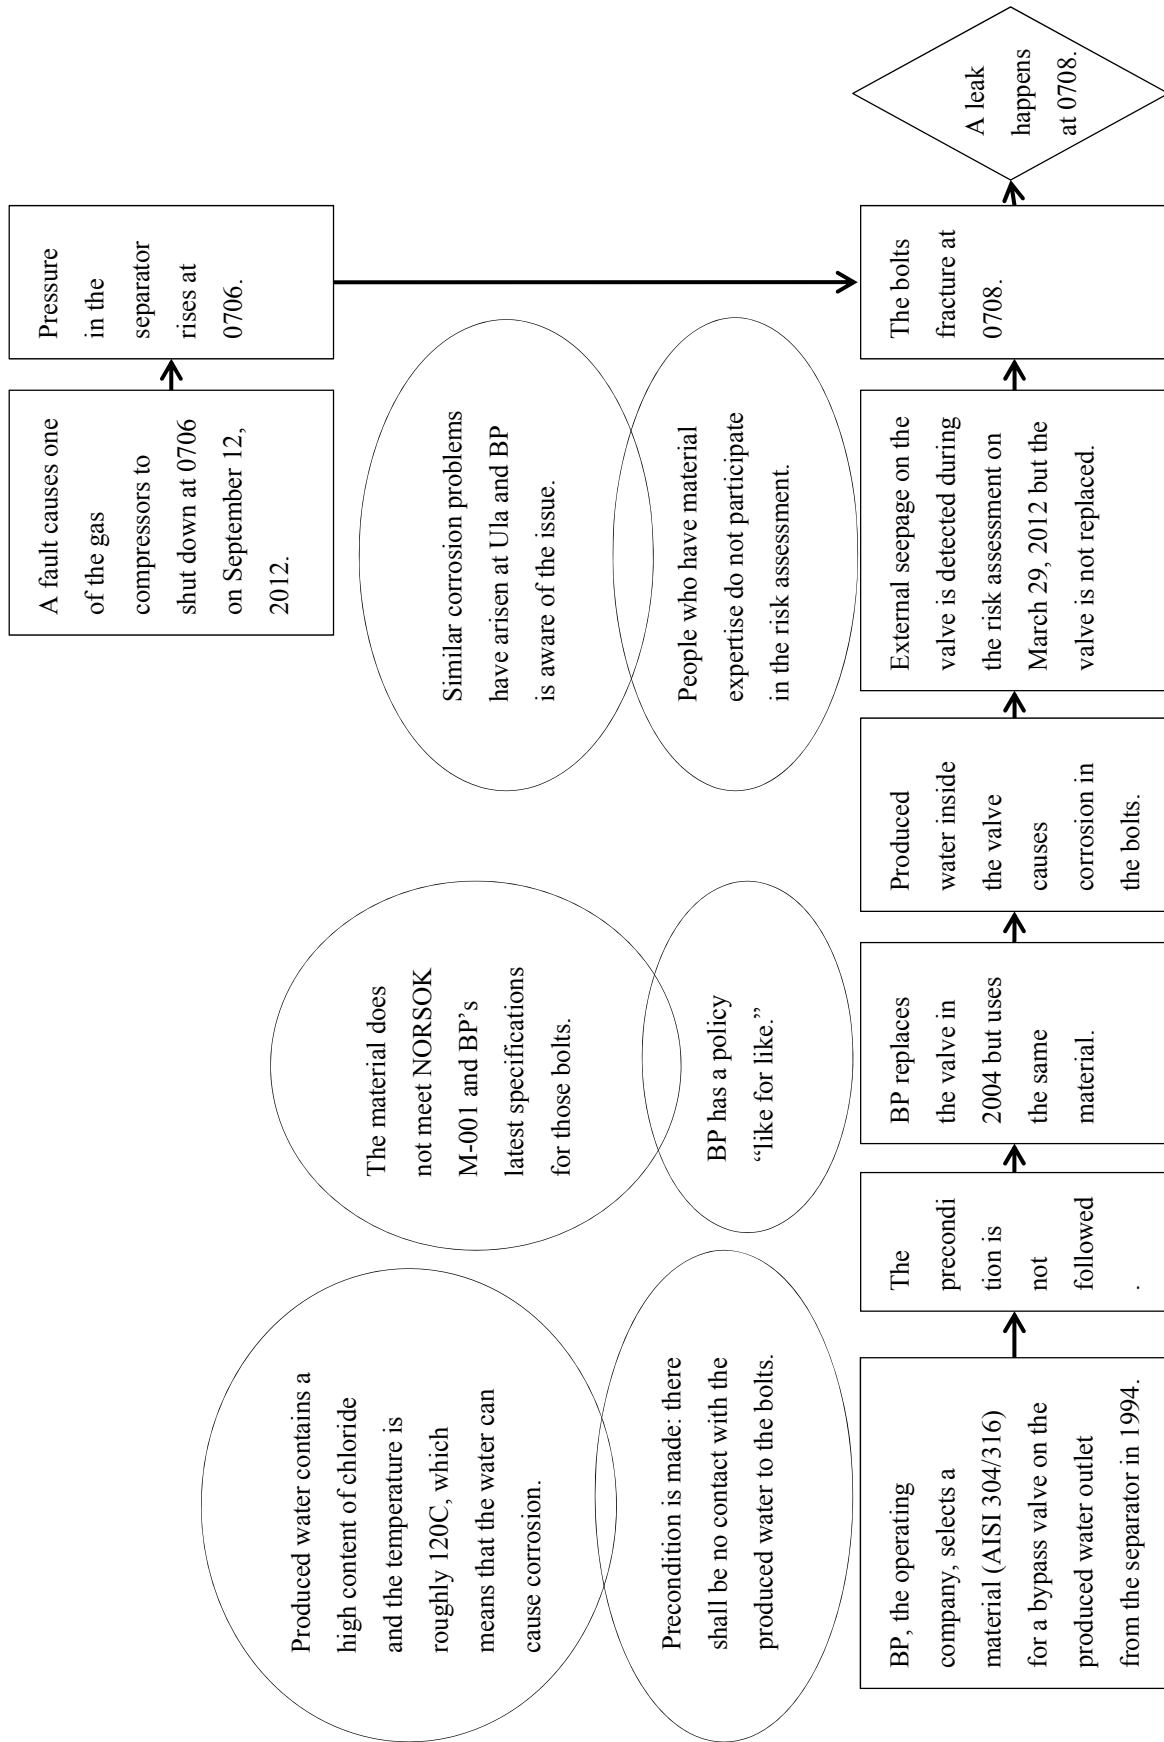 A fault causes one
of the gas
compressors to
shut down at 0706
on September 12,
2012.
Pressure
in the
separator
rises at
0706.
Produced water contains a
high content of chloride
and the temperature is
roughly 120C, which
means that the water can
cause corrosion.
The material does
not meet NORSOK
M-001 and BP’s
latest specifications
for those bolts.
Similar corrosion problems
have arisen at Ula and BP
is aware of the issue.
Precondition is made: there
shall be no contact with the
produced water to the bolts.
BP has a policy
“like for like.”
People who have material
expertise do not participate
in the risk assessment.
BP, the operating
company, selects a
material (AISI 304/316)
for a bypass valve on the
produced water outlet
from the separator in 1994.
The
precondi
tion is
not
followed
.
BP replaces
the valve in
2004 but uses
the same
material.
Produced
water inside
the valve
causes
corrosion in
the bolts.
External seepage on the
valve is detected during
the risk assessment on
March 29, 2012 but the
valve is not replaced.
The bolts
fracture at
0708.
A leak
happens
at 0708.